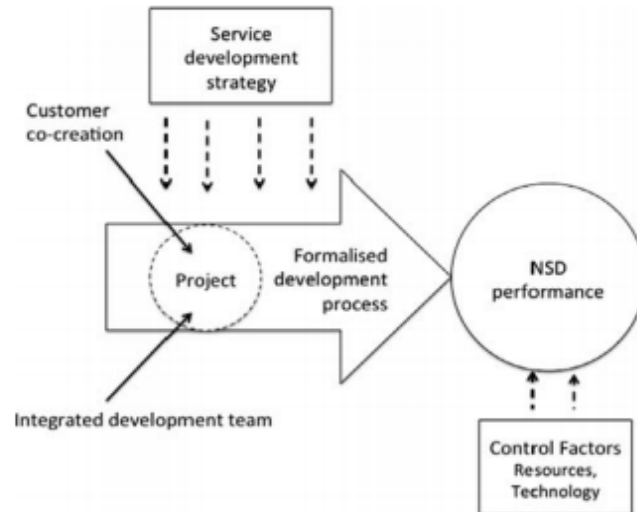 Service
development
strategy
Customer
co-creation
Project
Formalised
development
process
NSD
performance
Integrated development team
Control Factors
Resources,
Technology